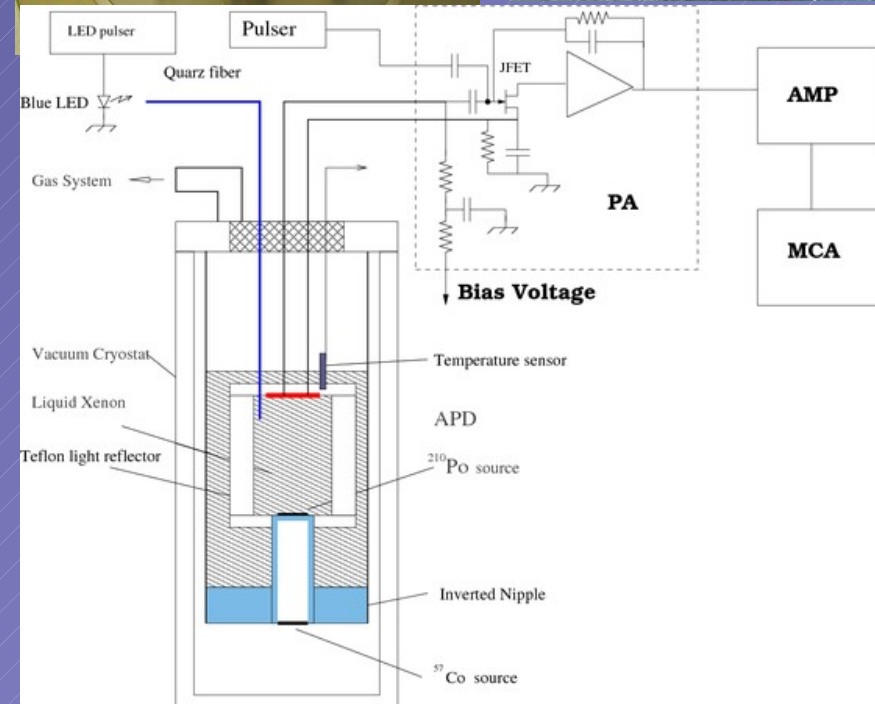 LED pulser
Pulser
Quarz fiber
Blue LED
JFET
AMP
Gas System
PA
MCA
Bias Voltage
Vacuum Cryostat
Temperature sensor
Liquid Xenon
APD
Teflon light reflector
210Po source
Inverted Nipple
57Co source